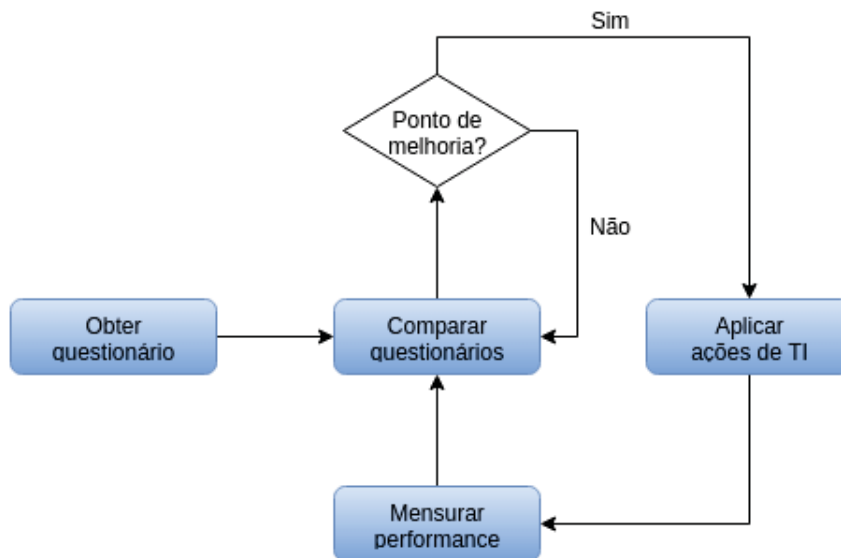 Sim
Ponto de
melhoria?
Não
Obter
questionário
Comparar
questionários
Aplicar
ações de TI
Mensurar
performance